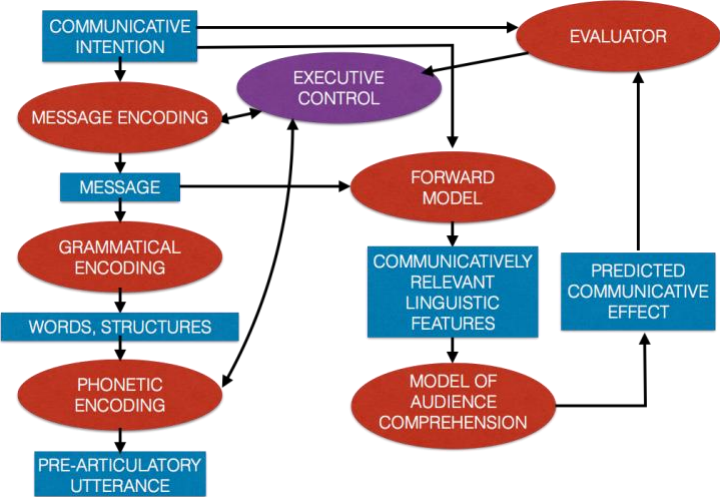 COMMUNICATIVE
INTENTION
EVALUATOR
EXECUTIVE
CONTROL
MESSAGE ENCODING
MESSAGE
FORWARD
MODEL
GRAMMATICAL
ENCODING
COMMUNICATIVELY
RELEVANT
LINGUISTIC
FEATURES
PREDICTED
COMMUNICATIVE
EFFECT
WORDS, STRUCTURES
PHONETIC
ENCODING
MODEL OF
AUDIENCE
COMPREHENSION
PRE-ARTICULATORY
UTTERANCE